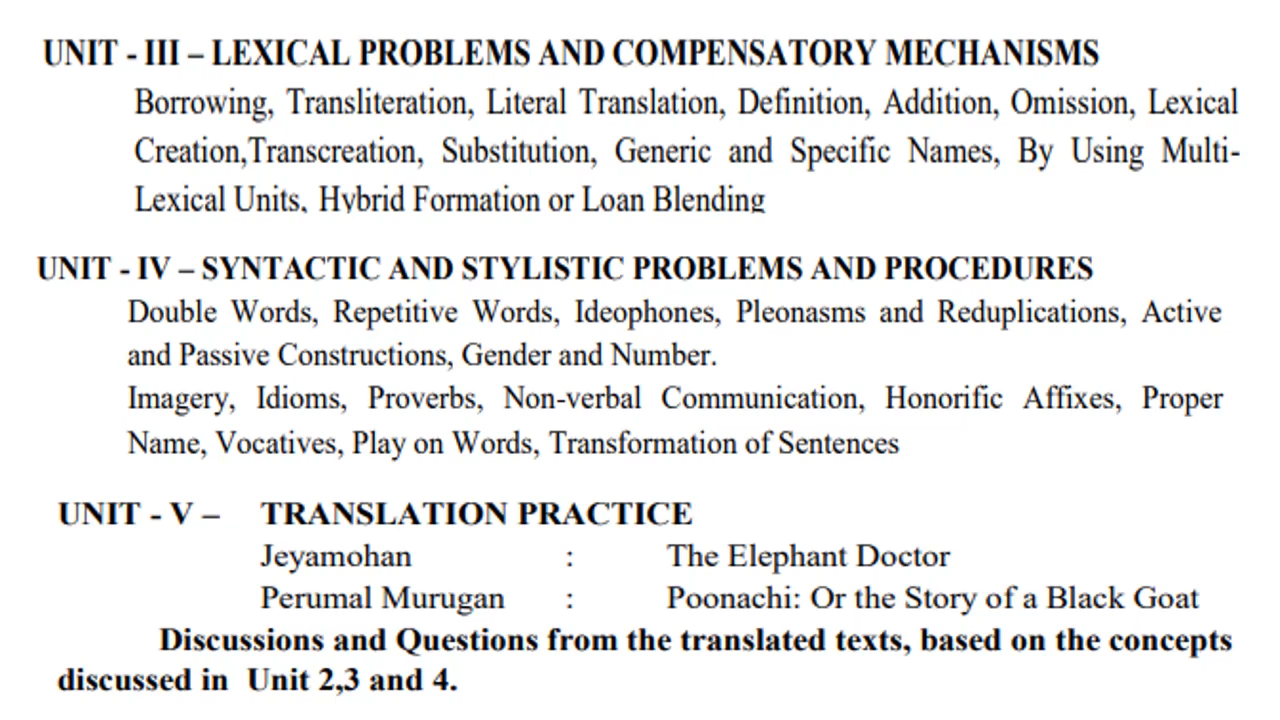 UNIT - III – LEXICAL PROBLEMS AND COMPENSATORY MECHANISMS
Borrowing, Transliteration, Literal Translation, Definition, Addition, Omission, Lexical
Creation,Transcreation, Substitution, Generic and Specific Names, By Using Multi-
Lexical Units, Hybrid Formation or Loan Blending
UNIT - IV – SYNTACTIC AND STYLISTIC PROBLEMS AND PROCEDURES
Double Words, Repetitive Words, Ideophones, Pleonasms and Reduplications, Active
and Passive Constructions, Gender and Number.
Imagery, Idioms, Proverbs, Non-verbal Communication, Honorific Affixes, Proper
Name, Vocatives, Play on Words, Transformation of Sentences
UNIT - V – TRANSLATION PRACTICE
Jeyamohan : The Elephant Doctor
Perumal Murugan : Poonachi: Or the Story of a Black Goat
Discussions and Questions from the translated texts, based on the concepts
discussed in Unit 2,3 and 4.